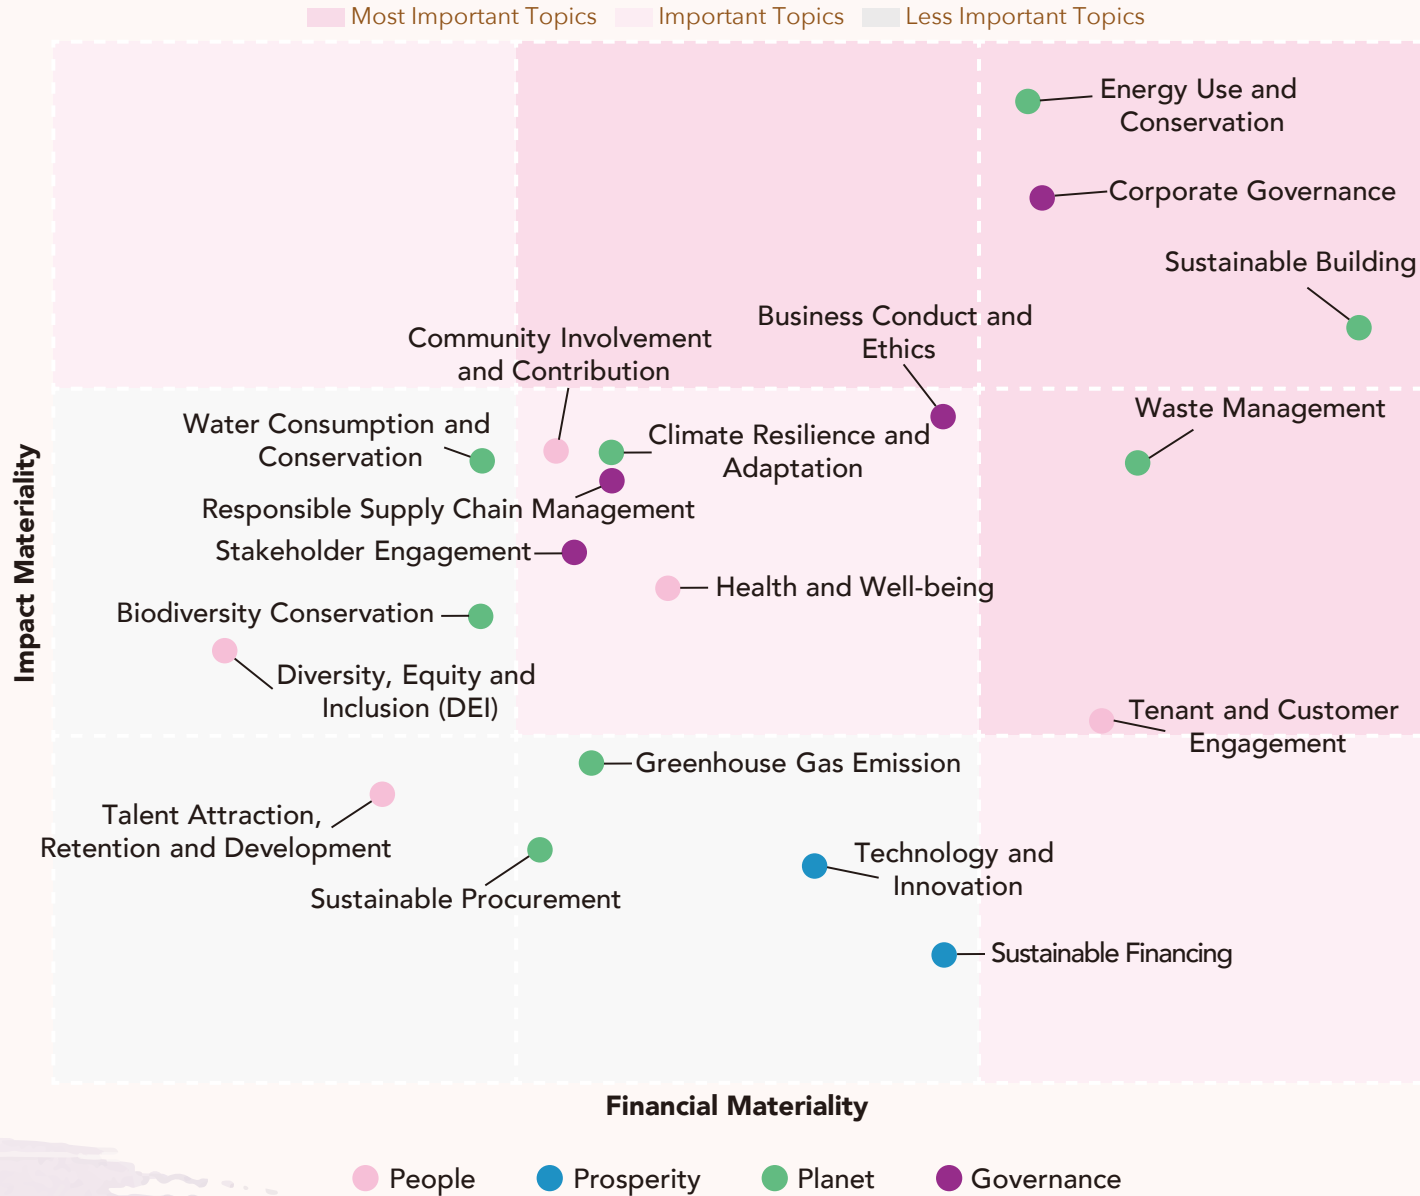 Most Important Topics
Important Topics
Less Important Topics
Energy Use and
Conservation
Corporate Governance
Sustainable Building
Business Conduct and
Ethics
Community Involvement
and Contribution
Waste Management
Water Consumption and
Conservation
Climate Resilience and
Adaptation
Responsible Supply Chain Management
Stakeholder Engagement
Health and Well-being
Biodiversity Conservation
Diversity, Equity and
Inclusion (DEI)
Tenant and Customer
Engagement
Greenhouse Gas Emission
Talent Attraction,
Retention and Development
Technology and
Innovation
Sustainable Procurement
Sustainable Financing
Impact Materiality
Financial Materiality
People
Prosperity
Planet
Governance